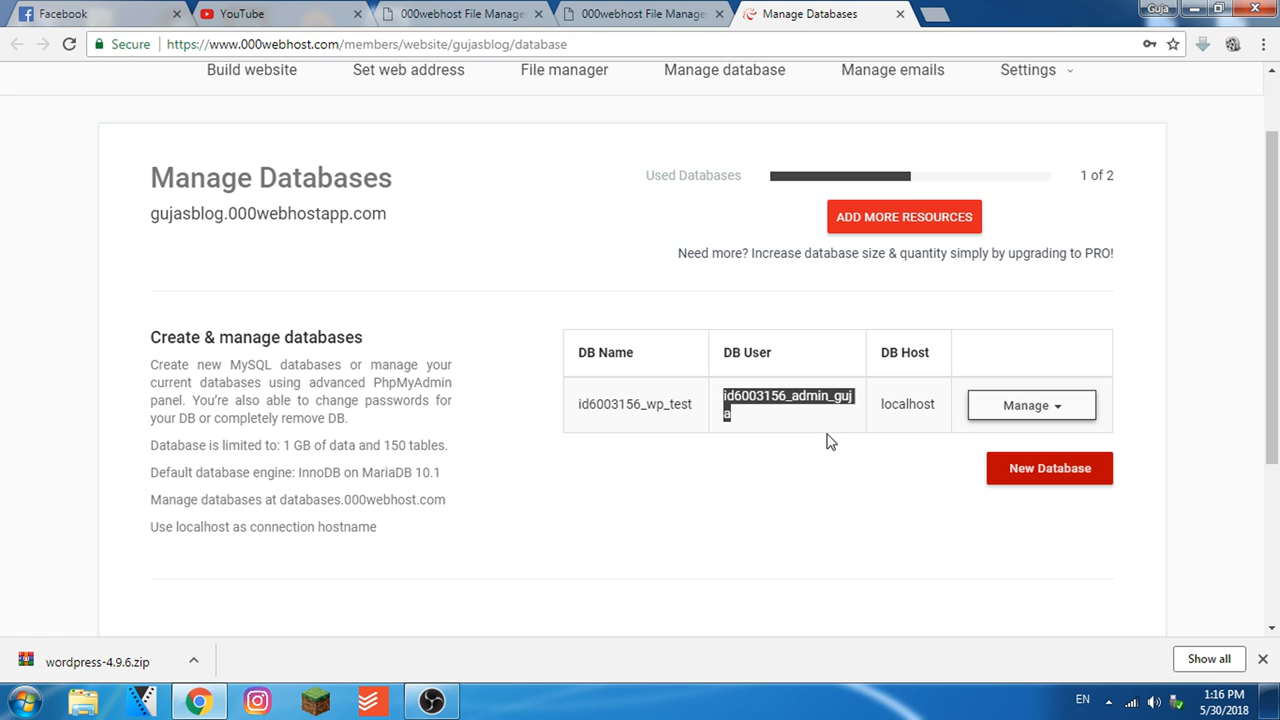 Facebook
YouTube
000webhost File Manage
000webhost File Manage
Manage Databases
Guja
Secure
https://www.000webhost.com/members/website/gujasblog/database
Build website
Set web address
File manager
Manage database
Manage emails
Settings
Manage Databases
gujasblog.000webhostapp.com
Used Databases
1 of 2
ADD MORE RESOURCES
Need more? Increase database size & quantity simply by upgrading to PRO!
Create & manage databases
Create new MySQL databases or manage your
current databases using advanced PhpMyAdmin
panel. You're also able to change passwords for
your DB or completely remove DB.
Database is limited to: 1 GB of data and 150 tables.
Default database engine: InnoDB on MariaDB 10.1
Manage databases at databases.000webhost.com
Use localhost as connection hostname
DB Name
DB User
DB Host
id6003156_wp_test
id6003156_admin_guj
a
localhost
Manage
New Database
wordpress-4.9.6.zip
Show all
EN
1:16 PM
5/30/2018